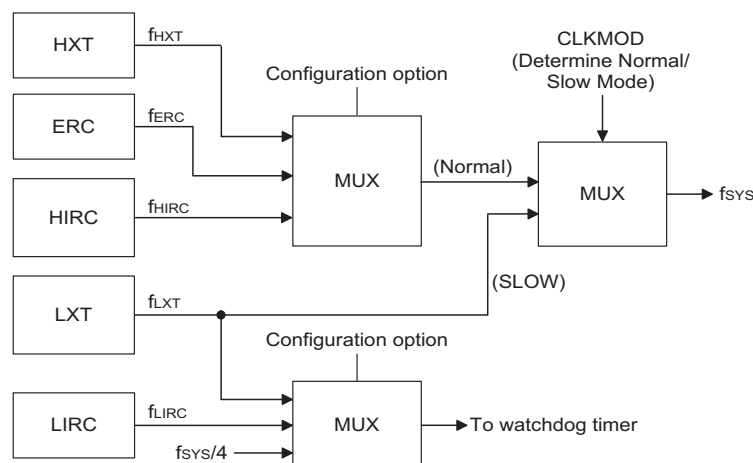 HXT
fHXT
ERC
fERC
HIRC
fHIRC
LXT
fLXT
LIRC
fLIRC
fSYS/4
Configuration option
MUX
(Normal)
CLKMOD
(Determine Normal/
Slow Mode)
MUX
fSYS
(SLOW)
Configuration option
MUX
To watchdog timer